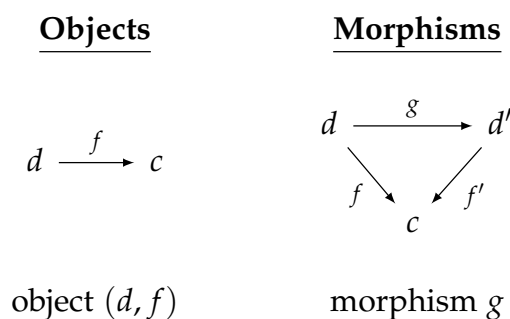 Objects
Morphisms
d f c
d g d′
f f′
c
object (d, f)
morphism g